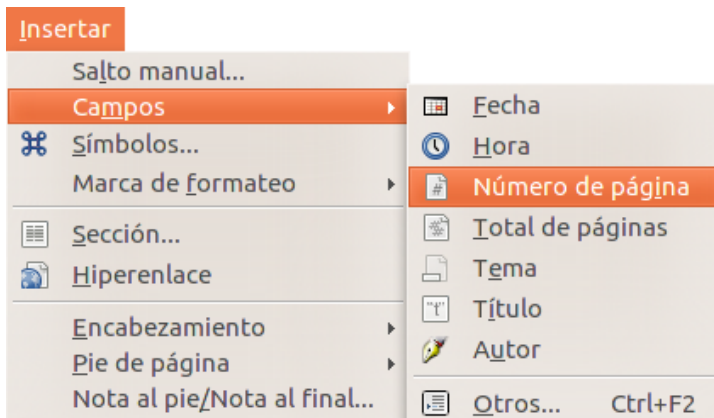 Insertar
Salto manual...
Campos
Símbolos...
Marca de formateo
Sección...
Hiperenlace
Encabezamiento
Pie de página
Nota al pie/Nota al final...
Fecha
Hora
Número de página
Total de páginas
Tema
Título
Autor
Otros... Ctrl+F2